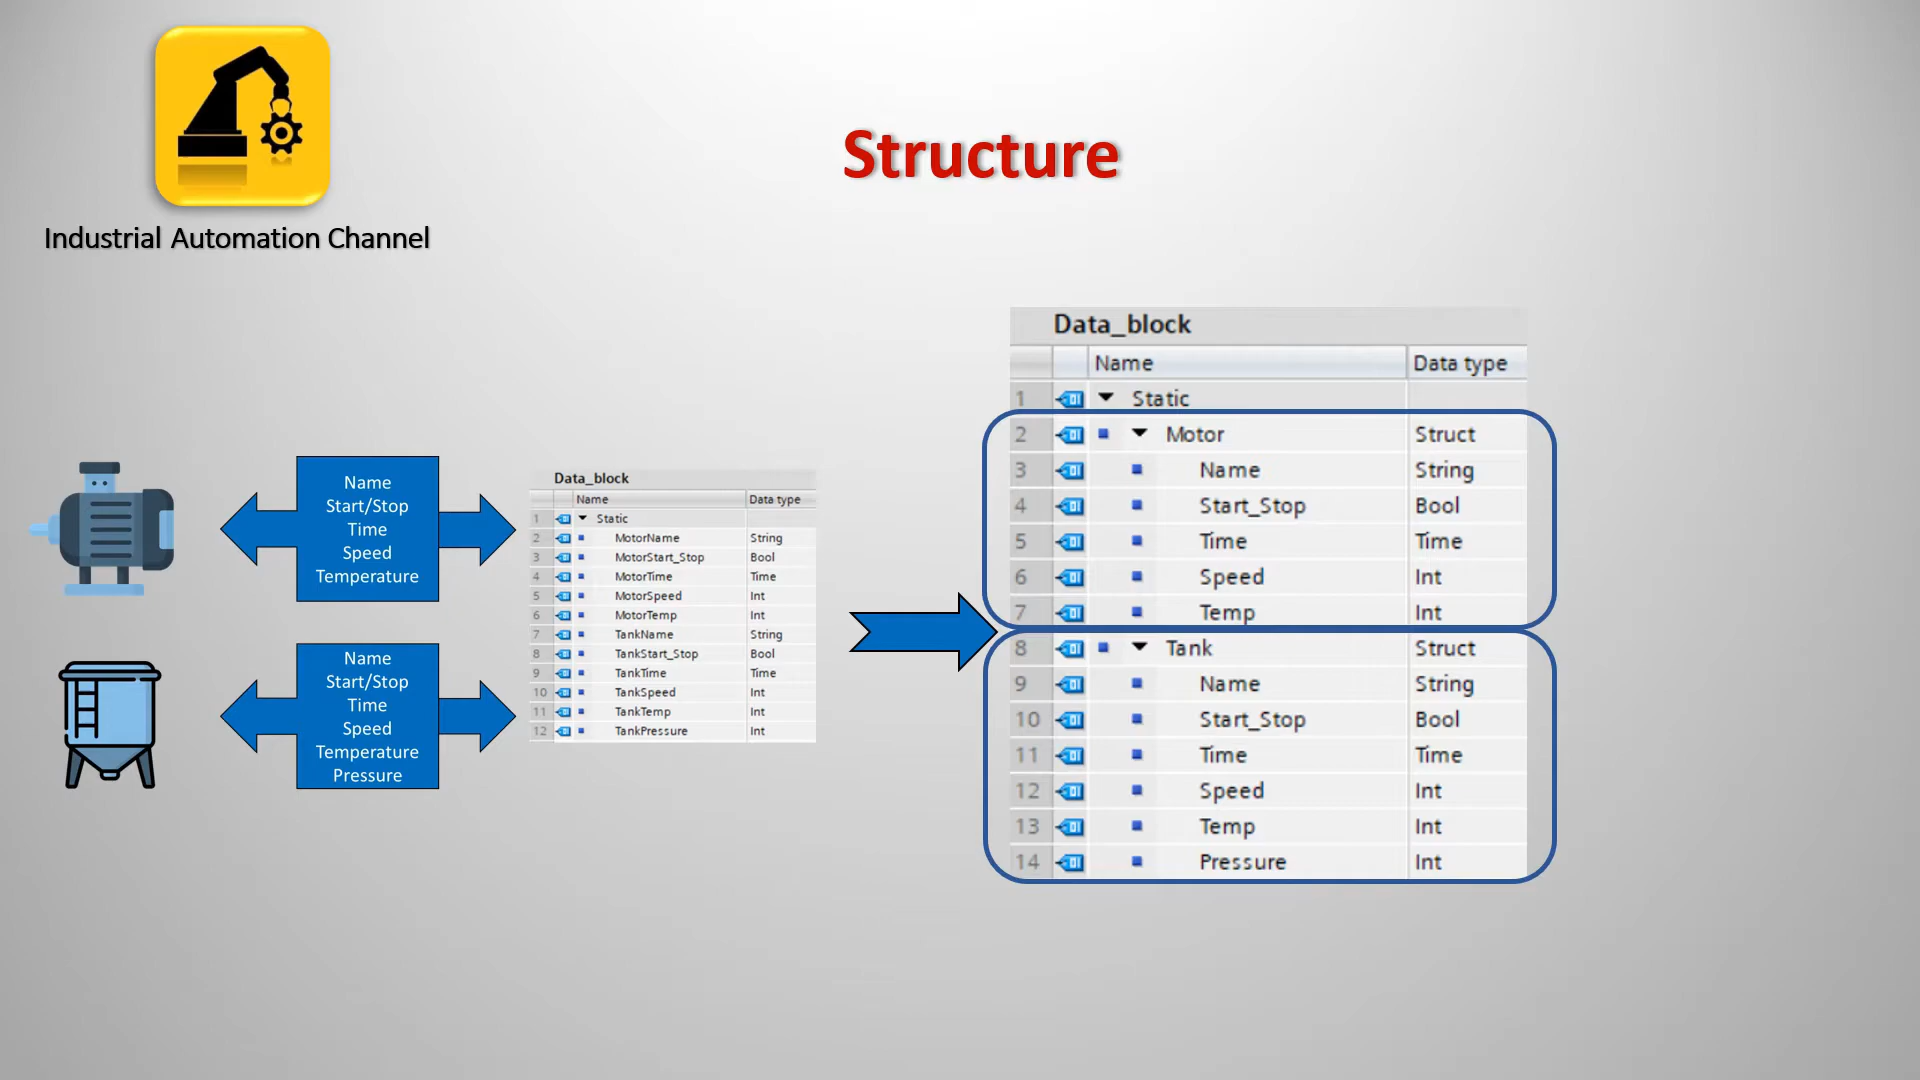 Industrial Automation Channel
Structure
Name
Start/Stop
Time
Speed
Temperature
Name
Start/Stop
Time
Speed
Temperature
Pressure
Data_block
Name Data type
1 Static
2 MotorName String
3 MotorStart_Stop Bool
4 MotorTime Time
5 MotorSpeed Int
6 MotorTemp Int
7 TankName String
8 TankStart_Stop Bool
9 TankTime Time
10 TankSpeed Int
11 TankTemp Int
12 TankPressure Int
Data_block
Name Data type
1 Static
2 Motor Struct
3 Name String
4 Start_Stop Bool
5 Time Time
6 Speed Int
7 Temp Int
8 Tank Struct
9 Name String
10 Start_Stop Bool
11 Time Time
12 Speed Int
13 Temp Int
14 Pressure Int